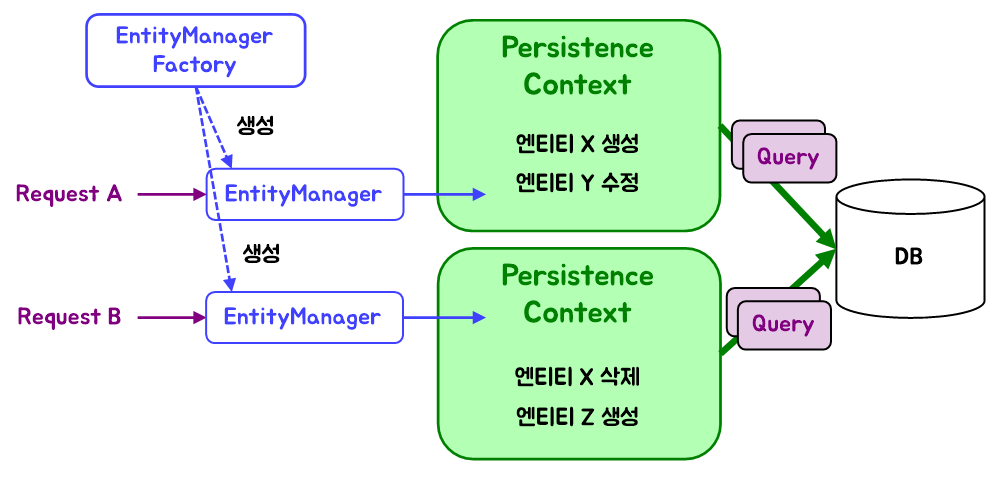 EntityManager
Factory
생성
Request A
EntityManager
Persistence
Context
엔티티 X 생성
엔티티 Y 수정
Query
DB
생성
Request B
EntityManager
Persistence
Context
엔티티 X 삭제
엔티티 Z 생성
Query